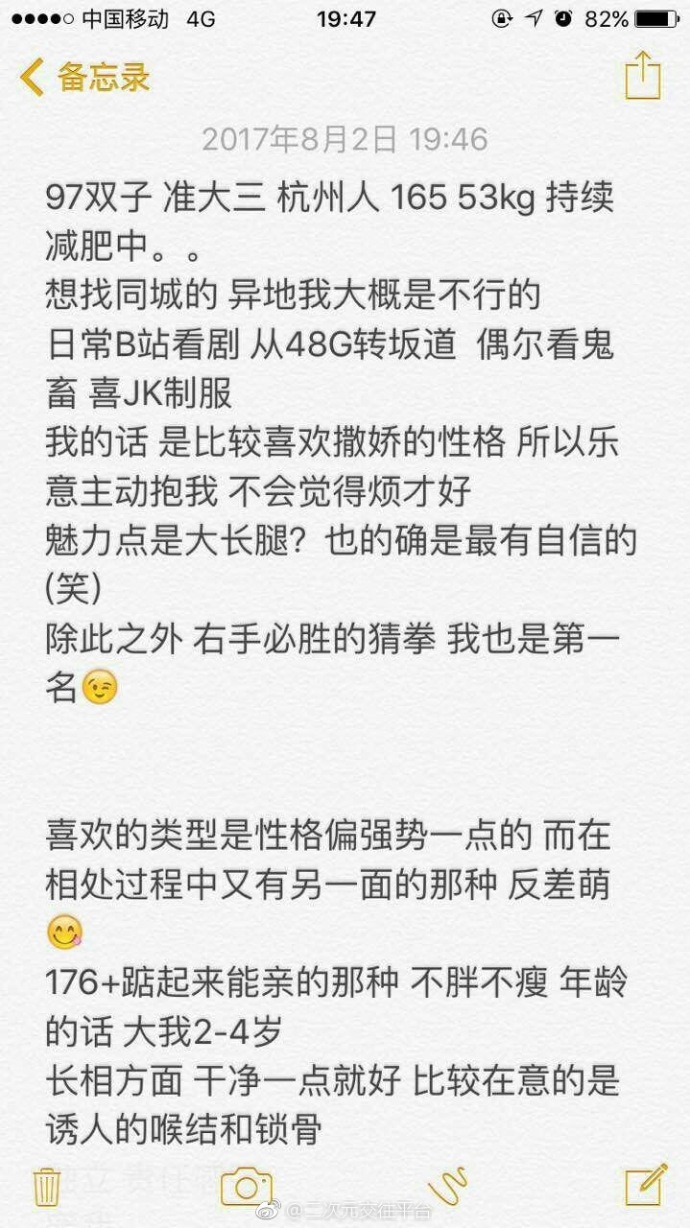 中国移动 4G 19:47 82%
备忘录
2017年8月2日 19:46
97双子 准大三 杭州人 165 53kg 持续
减肥中。。
想找同城的 异地我大概是不行的
日常B站看剧 从48G转坂道 偶尔看鬼
畜 喜JK制服
我的话 是比较喜欢撒娇的性格 所以乐
意主动抱我 不会觉得烦才好
魅力点是大长腿？也的确是最有自信的
(笑)
除此之外 右手必胜的猜拳 我也是第一
名😉
喜欢的类型是性格偏强势一点的 而在
相处过程中又有另一面的那种 反差萌
😋
176+踮起来能亲的那种 不胖不瘦 年龄
的话 大我2-4岁
长相方面 干净一点就好 比较在意的是
诱人的喉结和锁骨
独立 责任感
@二次元交往平台